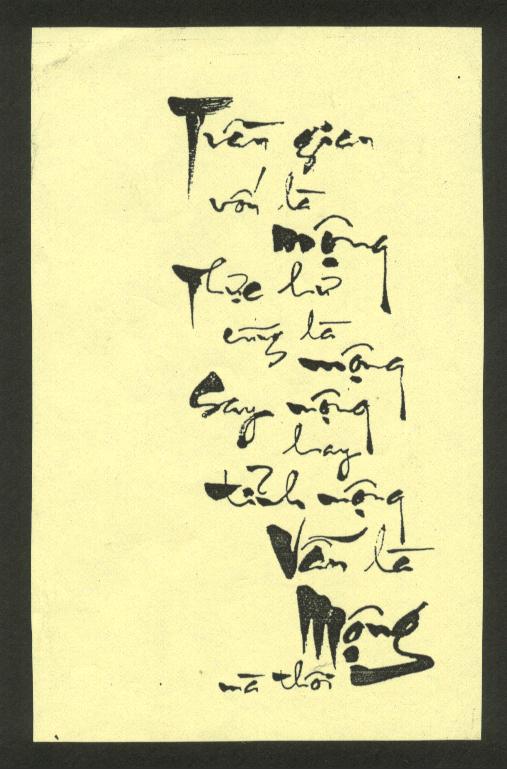 Trần gian
vốn là
mộng
Thực hư
cũng là
mộng
Say mộng
hay
tỉnh mộng
Vẫn là
Mộng
mà thôi